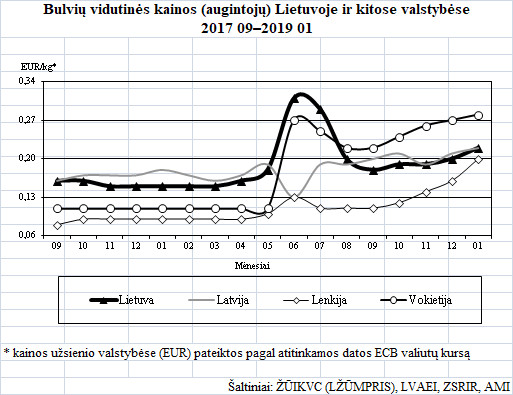 Bulvių vidutinės kainos (augintojų) Lietuvoje ir kitose valstybėse
2017 09–2019 01
EUR/kg*
0,34
0,27
0,20
0,13
0,06
09 10 11 12 01 02 03 04 05 06 07 08 09 10 11 12 01
Mėnesiai
Lietuva Latvija Lenkija Vokietija
* kainos užsienio valstybėse (EUR) pateiktos pagal atitinkamos datos ECB valiutų kursą
Šaltiniai: ŽŪIKVC (LŽŪMPRIS), LVAEI, ZSRIR, AMI